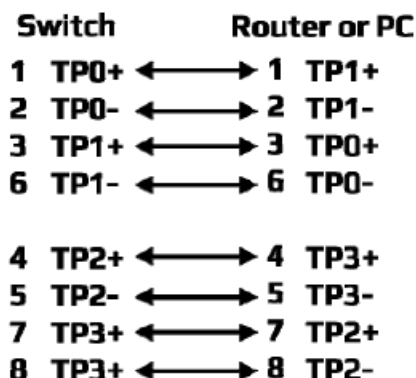 Switch Router or PC
1 TP0+ 1 TP1+
2 TP0- 2 TP1-
3 TP1+ 3 TP0+
6 TP1- 6 TP0-
4 TP2+ 4 TP3+
5 TP2- 5 TP3-
7 TP3+ 7 TP2+
8 TP3+ 8 TP2-